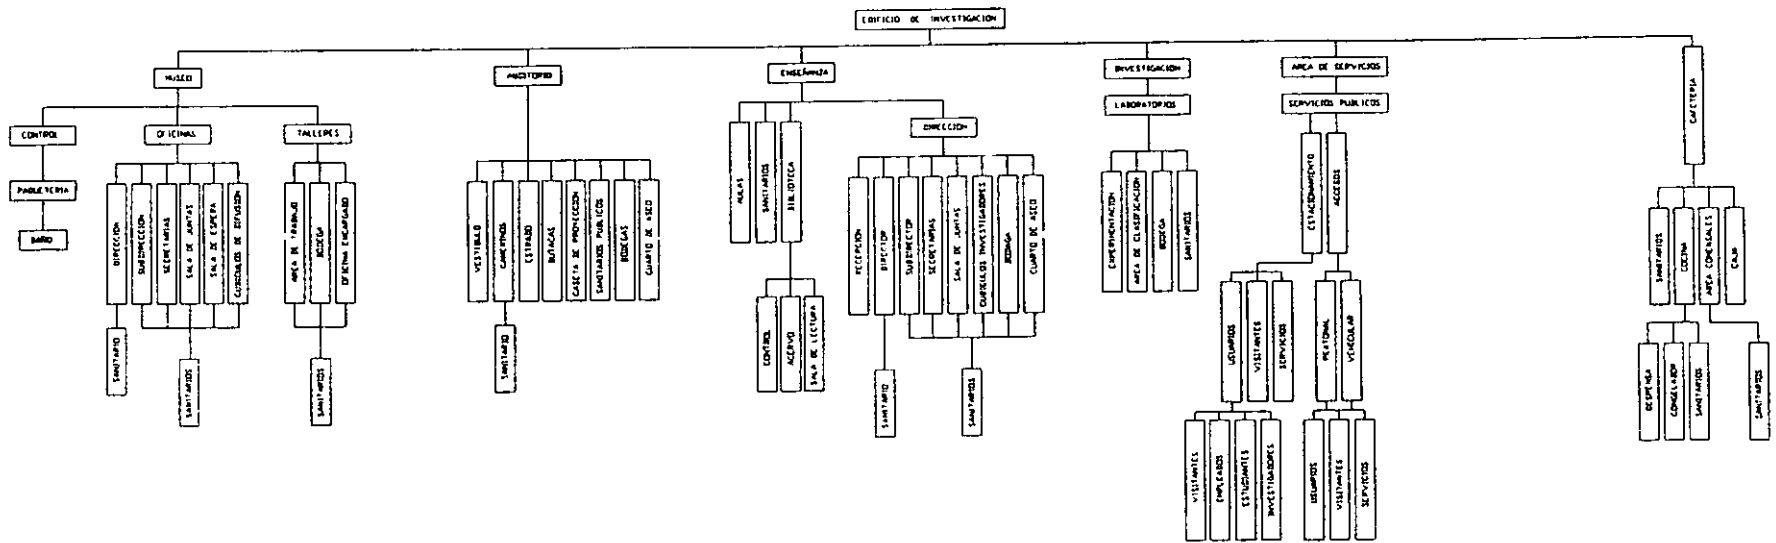 EDIFICIO DE INVESTIGACION
MUSEO
AUDITORIO
ENSEÑANZA
INVESTIGACION
AREA DE SERVICIOS
CAFETERIA
CONTROL
OFICINAS
TALLERES
DIRECCION
LABORATORIOS
SERVICIOS PUBLICOS
PAQUETERIA
BAÑO
DIRECCION
SUBDIRECCION
SECRETARIAS
SALA DE JUNTAS
SALA DE ESPERA
CUBICULOS DE DIFUSION
SANITARIO
SANITARIOS
AREA DE TRABAJO
BODEGA
OFICINA ENCARGADO
SANITARIOS
VESTIBULO
CAMERINOS
ESTRADO
BUTACAS
CASETA DE PROYECCION
SANITARIOS PUBLICOS
BODEGAS
CUARTO DE ASEO
SANITARIO
AULAS
SANITARIOS
BIBLIOTECA
CONTROL
ACERVO
SALA DE LECTURA
RECEPCION
DIRECTOR
SUBDIRECTOR
SECRETARIAS
SALA DE JUNTAS
CUBICULOS INVESTIGADORES
BODEGA
CUARTO DE ASEO
SANITARIO
SANITARIOS
EXPERIMENTACION
AREA DE CLASIFICACION
BODEGA
SANITARIOS
ESTACIONAMIENTO
ACCESOS
USUARIOS
VISITANTES
SERVICIOS
PEATONAL
VEHICULAR
VISITANTES
EMPLEADOS
ESTUDIANTES
INVESTIGADORES
USUARIOS
VISITANTES
SERVICIOS
SANITARIOS
COCINA
AREA COMENSALES
CAJA
DESPENSA
CONGELADOR
SANITARIOS
SANITARIOS